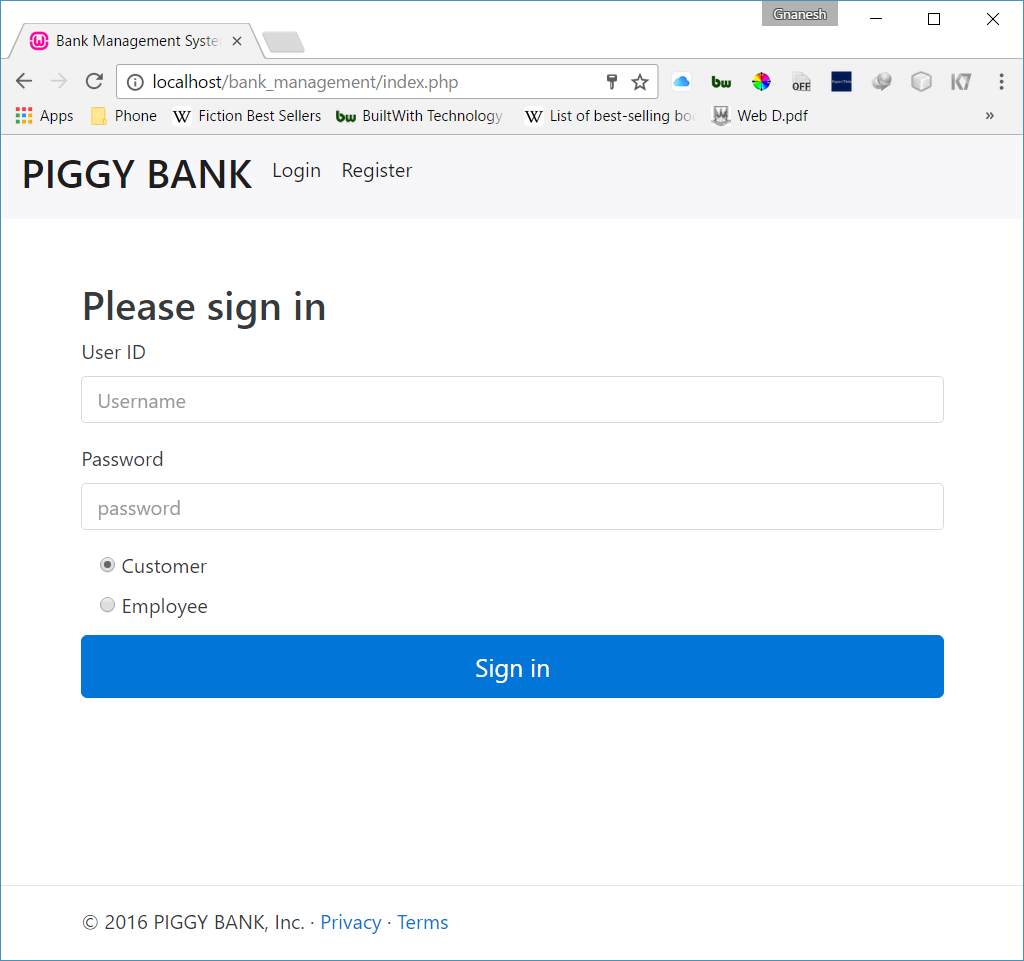 Gnanesh
Bank Management Syste
localhost/bank_management/index.php
bw
OFF
K7
Apps
Phone
W Fiction Best Sellers
bw BuiltWith Technology
W List of best-selling boo
Web D.pdf
»
PIGGY BANK Login Register
Please sign in
User ID
Username
Password
password
Customer
Employee
Sign in
© 2016 PIGGY BANK, Inc. · Privacy · Terms